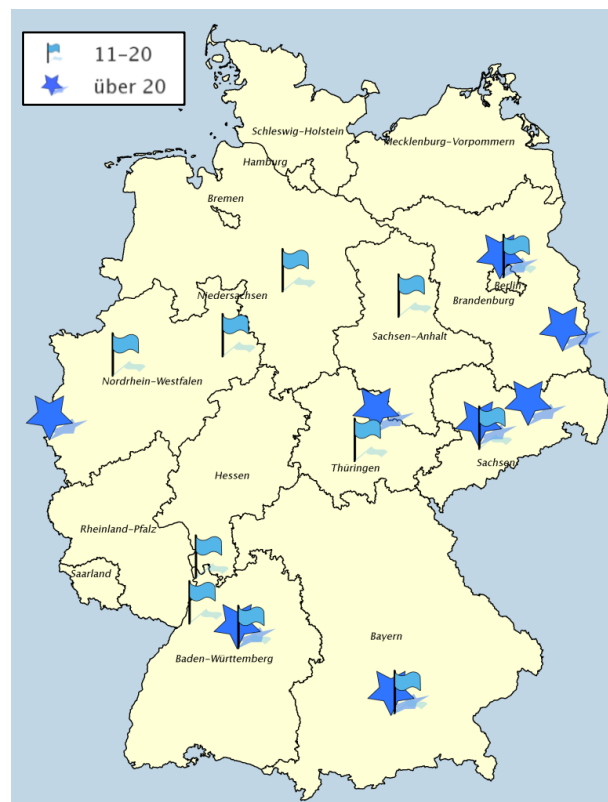 11–20
über 20
Schleswig–Holstein
Mecklenburg–Vorpommern
Hamburg
Bremen
Niedersachsen
Berlin
Brandenburg
Sachsen–Anhalt
Nordrhein–Westfalen
Sachsen
Thüringen
Hessen
Rheinland–Pfalz
Saarland
Bayern
Baden–Württemberg